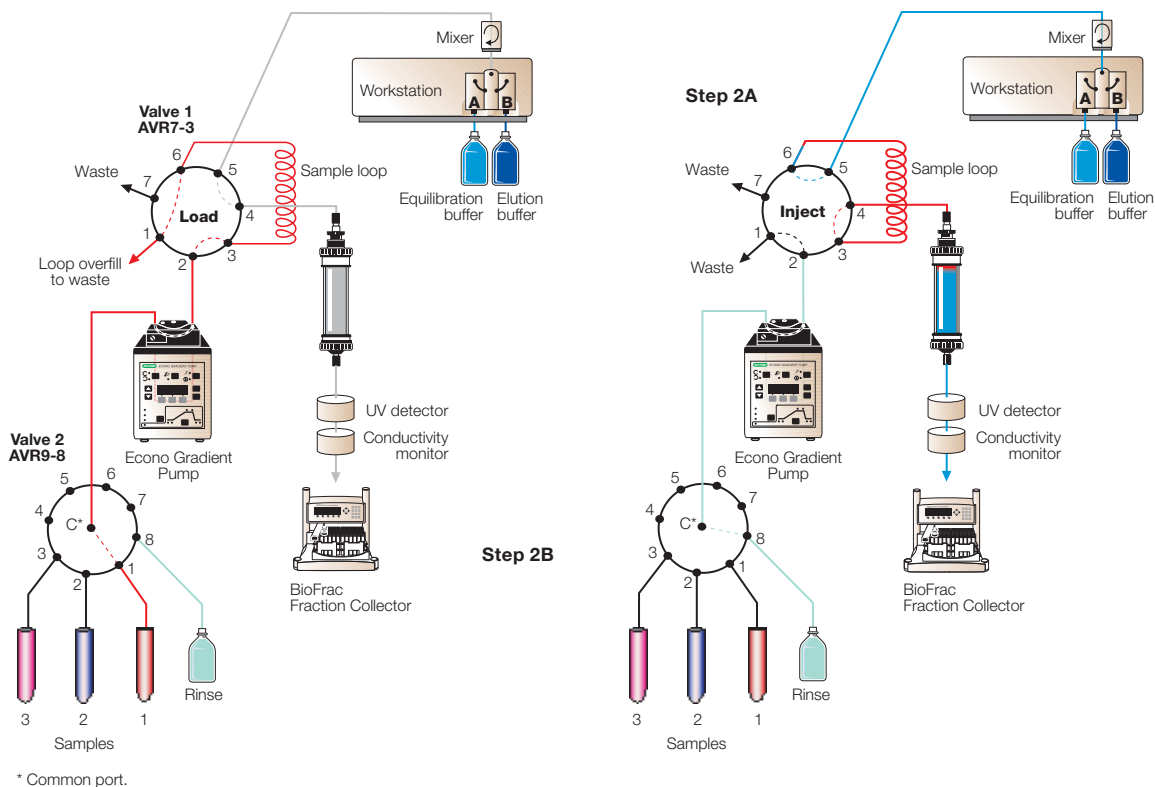 Mixer
Workstation
A
B
Valve 1
AVR7-3
6
5
Sample loop
Waste
7
4
Load
Equilibration
buffer
Elution
buffer
1
3
2
Loop overfill
to waste
UV detector
Conductivity
monitor
Valve 2
AVR9-8
Econo Gradient
Pump
5
6
7
4
C*
8
3
1
2
BioFrac
Fraction Collector
Rinse
3
2
1
Samples
* Common port.
Step 2B
Step 2A
Mixer
Workstation
A
B
6
5
Sample loop
Waste
7
4
Inject
Equilibration
buffer
Elution
buffer
1
3
2
Waste
UV detector
Conductivity
monitor
Econo Gradient
Pump
5
6
7
4
C*
8
3
1
2
BioFrac
Fraction Collector
Rinse
3
2
1
Samples